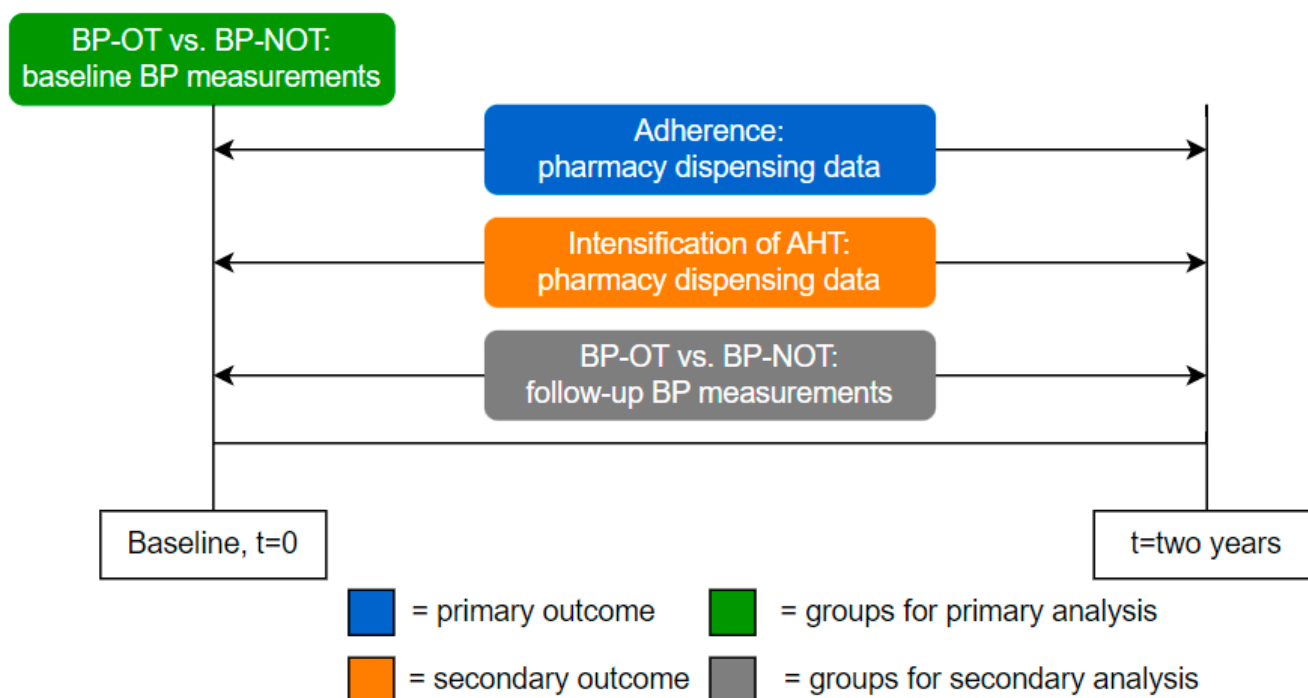 BP-OT vs. BP-NOT:
baseline BP measurements
Adherence:
pharmacy dispensing data
Intensification of AHT:
pharmacy dispensing data
BP-OT vs. BP-NOT:
follow-up BP measurements
Baseline, t=0
t=two years
= primary outcome
= groups for primary analysis
= secondary outcome
= groups for secondary analysis